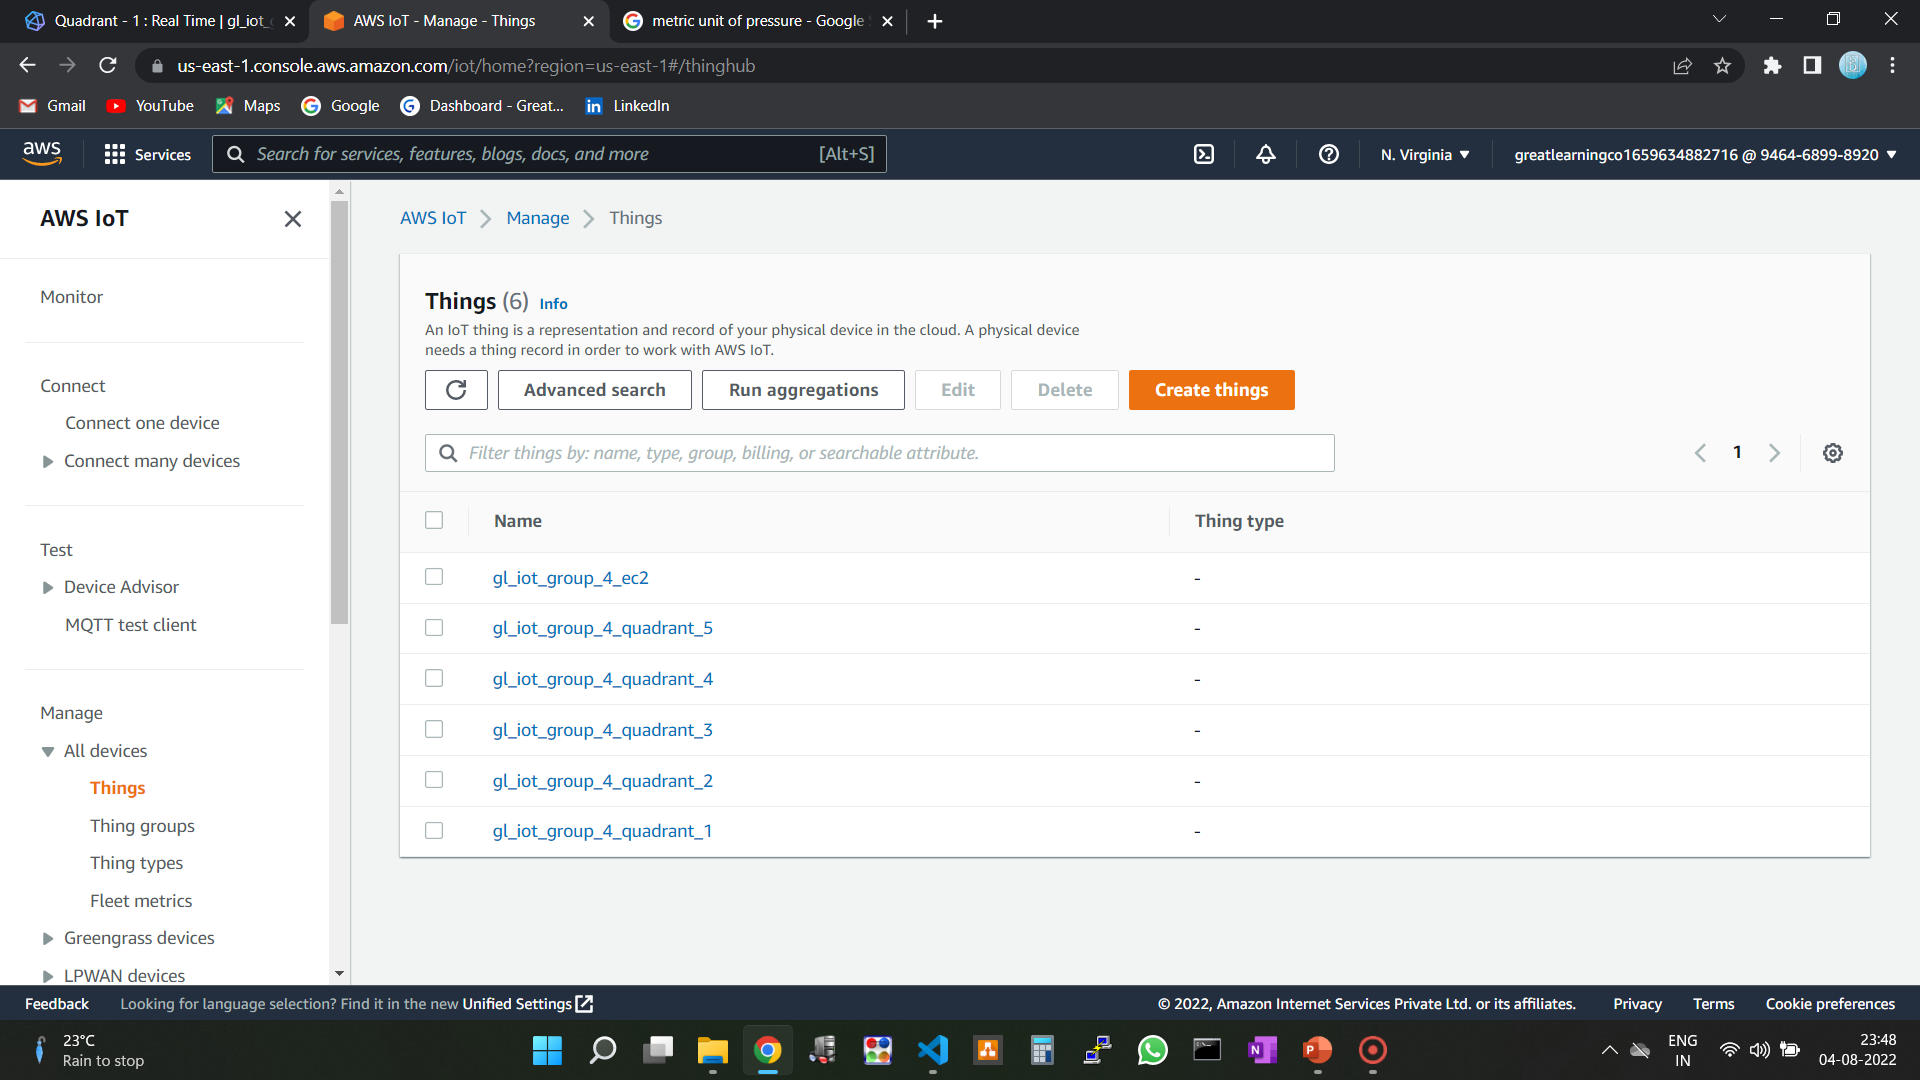 Quadrant - 1 : Real Time | gl_iot_
AWS IoT - Manage - Things
metric unit of pressure - Google
us-east-1.console.aws.amazon.com/iot/home?region=us-east-1#/thinghub
Gmail
YouTube
Maps
Google
Dashboard - Great...
LinkedIn
aws
Services
Search for services, features, blogs, docs, and more
[Alt+S]
N. Virginia
greatlearningco1659634882716 @ 9464-6899-8920
AWS IoT
Monitor
Connect
Connect one device
Connect many devices
Test
Device Advisor
MQTT test client
Manage
All devices
Things
Thing groups
Thing types
Fleet metrics
Greengrass devices
LPWAN devices
AWS IoT
Manage
Things
Things (6) Info
An IoT thing is a representation and record of your physical device in the cloud. A physical device
needs a thing record in order to work with AWS IoT.
Advanced search
Run aggregations
Edit
Delete
Create things
Filter things by: name, type, group, billing, or searchable attribute.
1
Name
Thing type
gl_iot_group_4_ec2
-
gl_iot_group_4_quadrant_5
-
gl_iot_group_4_quadrant_4
-
gl_iot_group_4_quadrant_3
-
gl_iot_group_4_quadrant_2
-
gl_iot_group_4_quadrant_1
-
Feedback
Looking for language selection? Find it in the new Unified Settings
© 2022, Amazon Internet Services Private Ltd. or its affiliates.
Privacy
Terms
Cookie preferences
23°C
Rain to stop
ENG
IN
23:48
04-08-2022